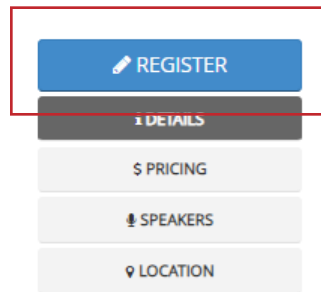 REGISTER
i DETAILS
$ PRICING
SPEAKERS
LOCATION